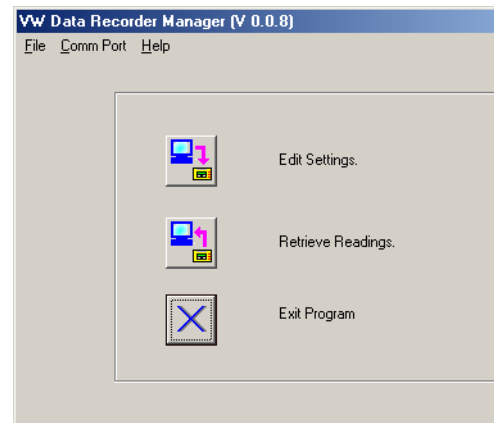 VW Data Recorder Manager (V 0.0.8)
File Comm Port Help
Edit Settings.
Retrieve Readings.
Exit Program